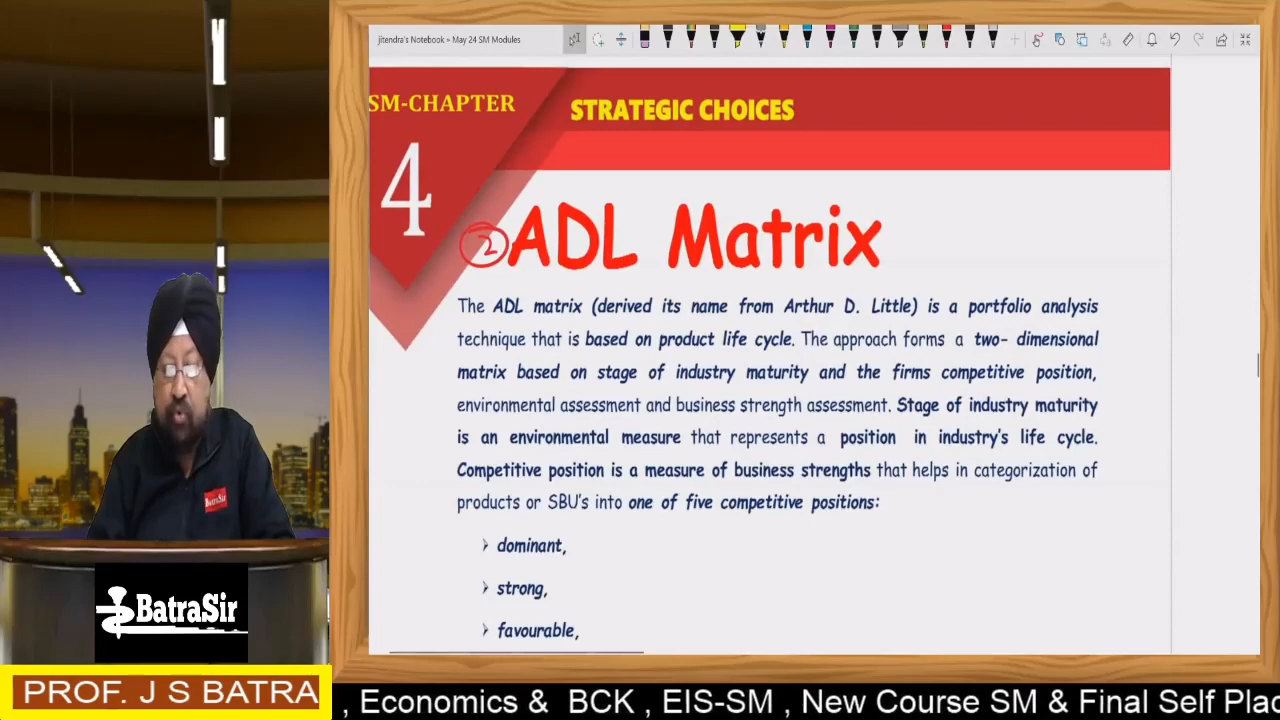 jitendra's Notebook » May 24 SM Modules
SM-CHAPTER
4
STRATEGIC CHOICES
2
ADL Matrix
The ADL matrix (derived its name from Arthur D. Little) is a portfolio analysis
technique that is based on product life cycle. The approach forms a two- dimensional
matrix based on stage of industry maturity and the firms competitive position,
environmental assessment and business strength assessment. Stage of industry maturity
is an environmental measure that represents a position in industry's life cycle.
Competitive position is a measure of business strengths that helps in categorization of
products or SBU's into one of five competitive positions:
dominant,
strong,
favourable,
BatraSir
BatraSir
PROF. J S BATRA
, Economics & BCK , EIS-SM , New Course SM & Final Self Plac